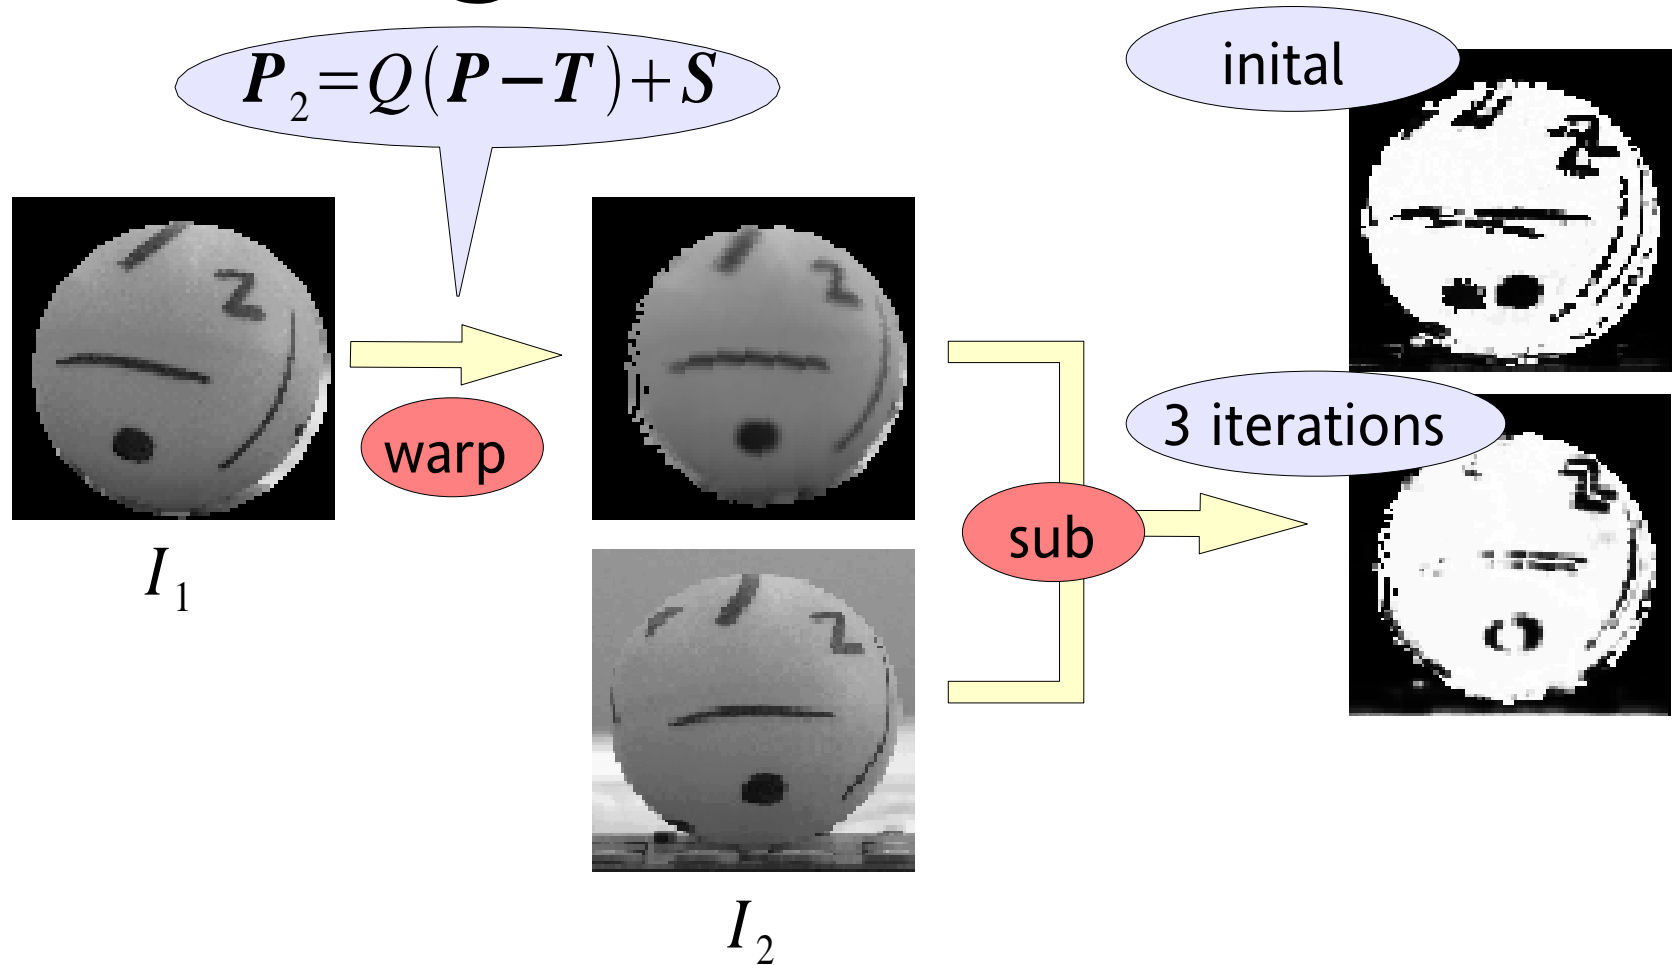 P₂=Q(P−T)+S
inital
3 iterations
warp
sub
I₁
I₂